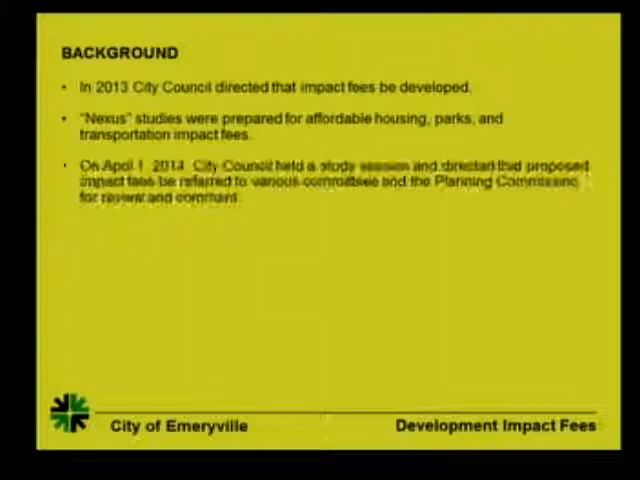 BACKGROUND
• In 2013 City Council directed that impact fees be developed.
• "Nexus" studies were prepared for affordable housing, parks, and
transportation impact fees.
• On April 1, 2014, City Council held a study session and directed that proposed
impact fees be referred to various committees and the Planning Commission
for review and comment.
City of Emeryville
Development Impact Fees